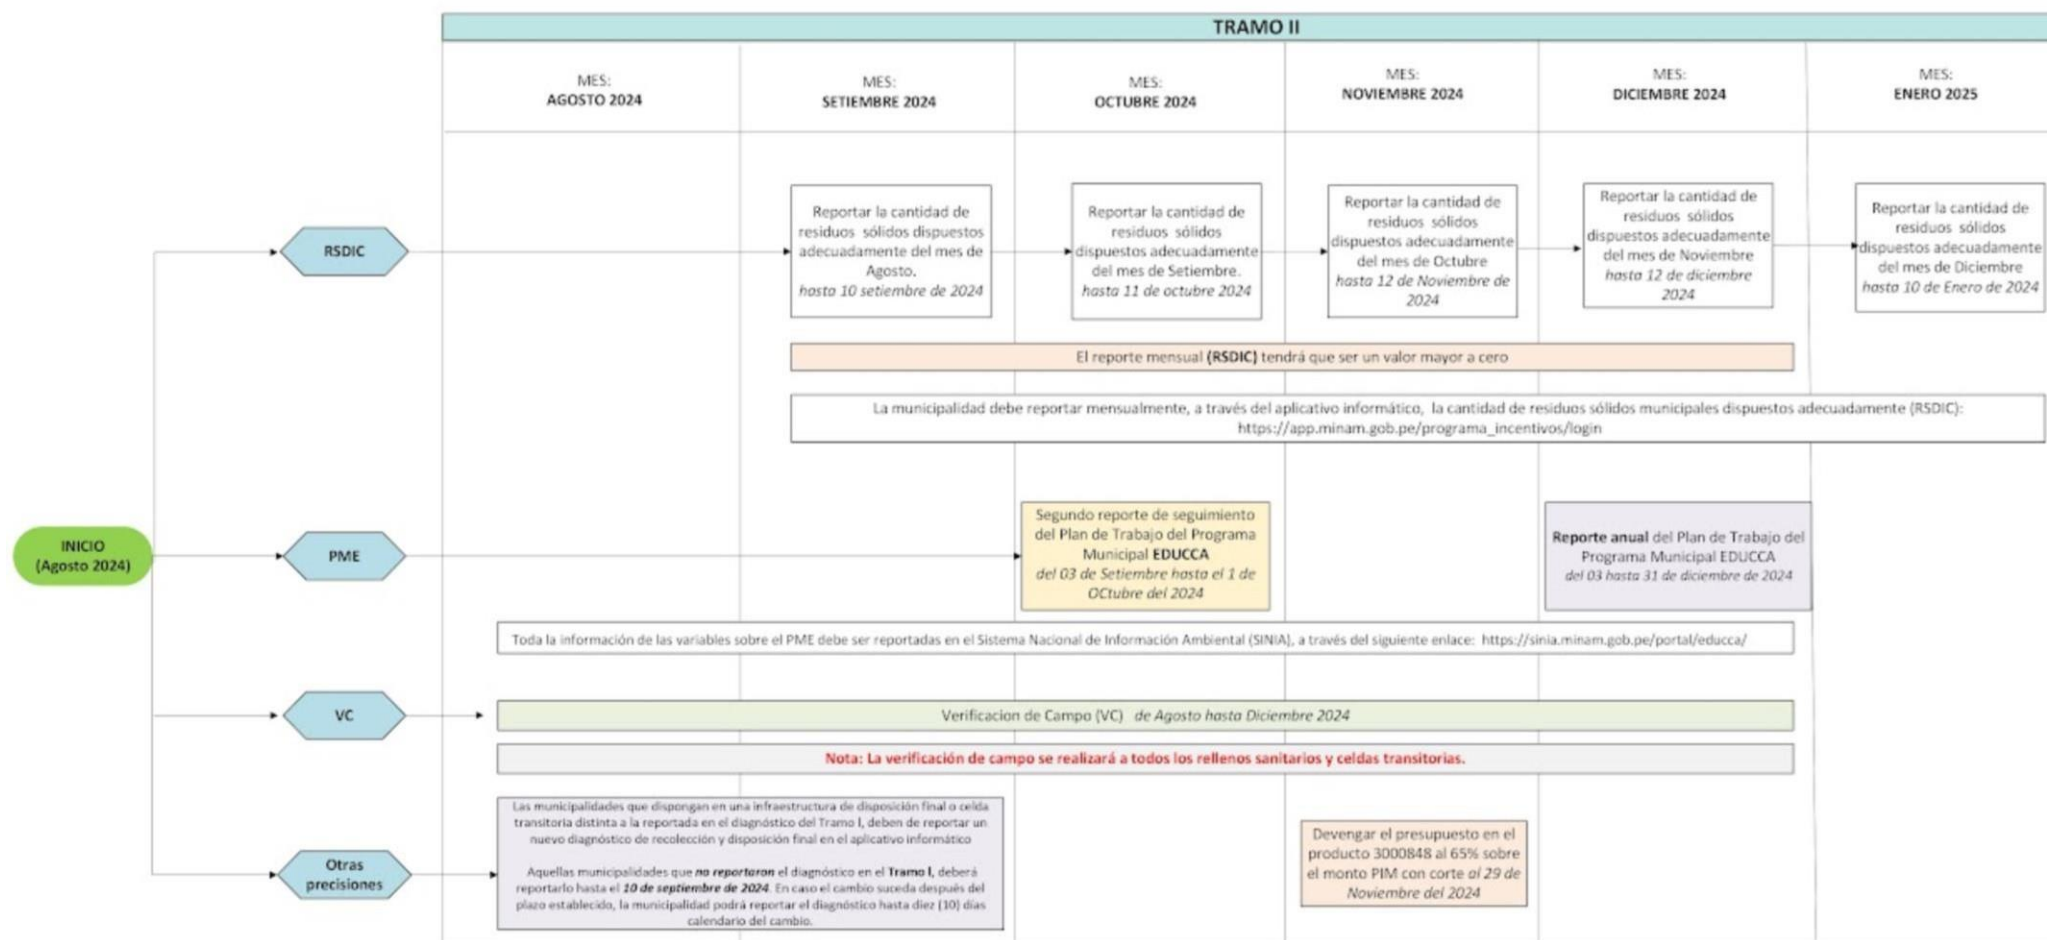 TRAMO II
MES:
AGOSTO 2024
MES:
SETIEMBRE 2024
MES:
OCTUBRE 2024
MES:
NOVIEMBRE 2024
MES:
DICIEMBRE 2024
MES:
ENERO 2025
INICIO
(Agosto 2024)
RSDIC
Reportar la cantidad de
residuos sólidos dispuestos
adecuadamente del mes de
Agosto.
hasta 10 setiembre de 2024
Reportar la cantidad de
residuos sólidos
dispuestos adecuadamente
del mes de Setiembre.
hasta 11 de octubre 2024
Reportar la cantidad de
residuos sólidos
dispuestos adecuadamente
del mes de Octubre
hasta 12 de Noviembre de
2024
Reportar la cantidad de
residuos sólidos
dispuestos adecuadamente
del mes de Noviembre
hasta 12 de diciembre
2024
Reportar la cantidad de
residuos sólidos
dispuestos adecuadamente
del mes de Diciembre
hasta 10 de Enero de 2024
El reporte mensual (RSDIC) tendrá que ser un valor mayor a cero
La municipalidad debe reportar mensualmente, a través del aplicativo informático, la cantidad de residuos sólidos municipales dispuestos adecuadamente (RSDIC):
https://app.minam.gob.pe/programa_incentivos/login
PME
Segundo reporte de seguimiento
del Plan de Trabajo del Programa
Municipal EDUCCA
del 03 de Setiembre hasta el 1 de
OCtubre del 2024
Reporte anual del Plan de Trabajo del
Programa Municipal EDUCCA
del 03 hasta 31 de diciembre de 2024
Toda la información de las variables sobre el PME debe ser reportadas en el Sistema Nacional de Información Ambiental (SINIA), a través del siguiente enlace: https://sinia.minam.gob.pe/portal/educca/
VC
Verificacion de Campo (VC) de Agosto hasta Diciembre 2024
Nota: La verificación de campo se realizará a todos los rellenos sanitarios y celdas transitorias.
Otras
precisiones
Las municipalidades que dispongan en una infraestructura de disposición final o celda
transitoria distinta a la reportada en el diagnóstico del Tramo I, deben de reportar un
nuevo diagnóstico de recolección y disposición final en el aplicativo informático
Aquellas municipalidades que no reportaron el diagnóstico en el Tramo I, deberá
reportarlo hasta el 10 de septiembre de 2024. En caso el cambio suceda después del
plazo establecido, la municipalidad podrá reportar el diagnóstico hasta diez (10) días
calendario del cambio.
Devengar el presupuesto en el
producto 3000848 al 65% sobre
el monto PIM con corte al 29 de
Noviembre del 2024